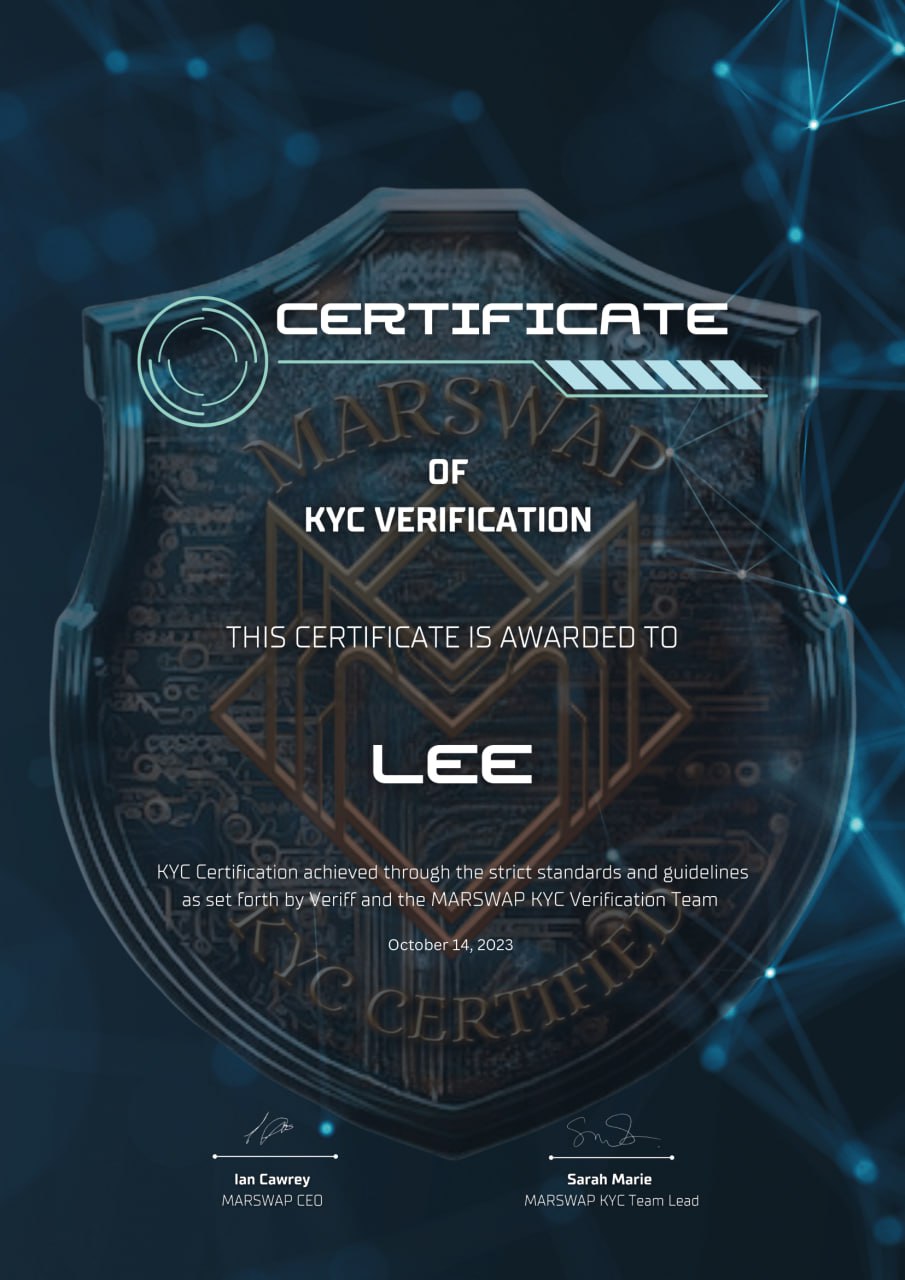 CERTIFICATE
MARSWAP
OF
KYC VERIFICATION
THIS CERTIFICATE IS AWARDED TO
LEE
KYC Certification achieved through the strict standards and guidelines
as set forth by Veriff and the MARSWAP KYC Verification Team
October 14, 2023
KYC CERTIFIED
Ian Cawrey
MARSWAP CEO
Sarah Marie
MARSWAP KYC Team Lead